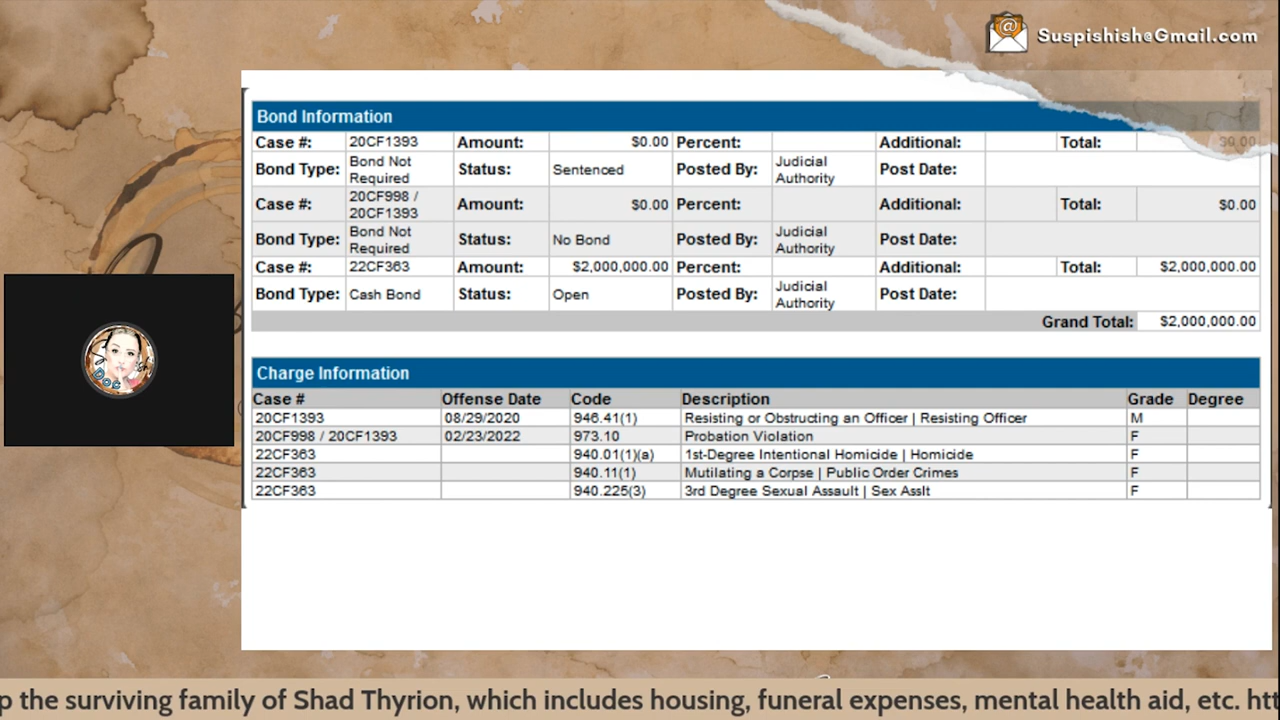 Suspishish@Gmail.com
Bond Information
Case #: 20CF1393 Amount: $0.00 Percent: Additional: Total:
Bond Type: Bond Not Required Status: Sentenced Posted By: Judicial Authority Post Date:
Case #: 20CF998 / 20CF1393 Amount: $0.00 Percent: Additional: Total: $0.00
Bond Type: Bond Not Required Status: No Bond Posted By: Judicial Authority Post Date:
Case #: 22CF363 Amount: $2,000,000.00 Percent: Additional: Total: $2,000,000.00
Bond Type: Cash Bond Status: Open Posted By: Judicial Authority Post Date:
Grand Total: $2,000,000.00
Charge Information
Case # Offense Date Code Description Grade Degree
20CF1393 08/29/2020 946.41(1) Resisting or Obstructing an Officer | Resisting Officer M
20CF998 / 20CF1393 02/23/2022 973.10 Probation Violation F
22CF363 940.01(1)(a) 1st-Degree Intentional Homicide | Homicide F
22CF363 940.11(1) Mutilating a Corpse | Public Order Crimes F
22CF363 940.225(3) 3rd Degree Sexual Assault | Sex Asslt F
p the surviving family of Shad Thyrion, which includes housing, funeral expenses, mental health aid, etc. htt